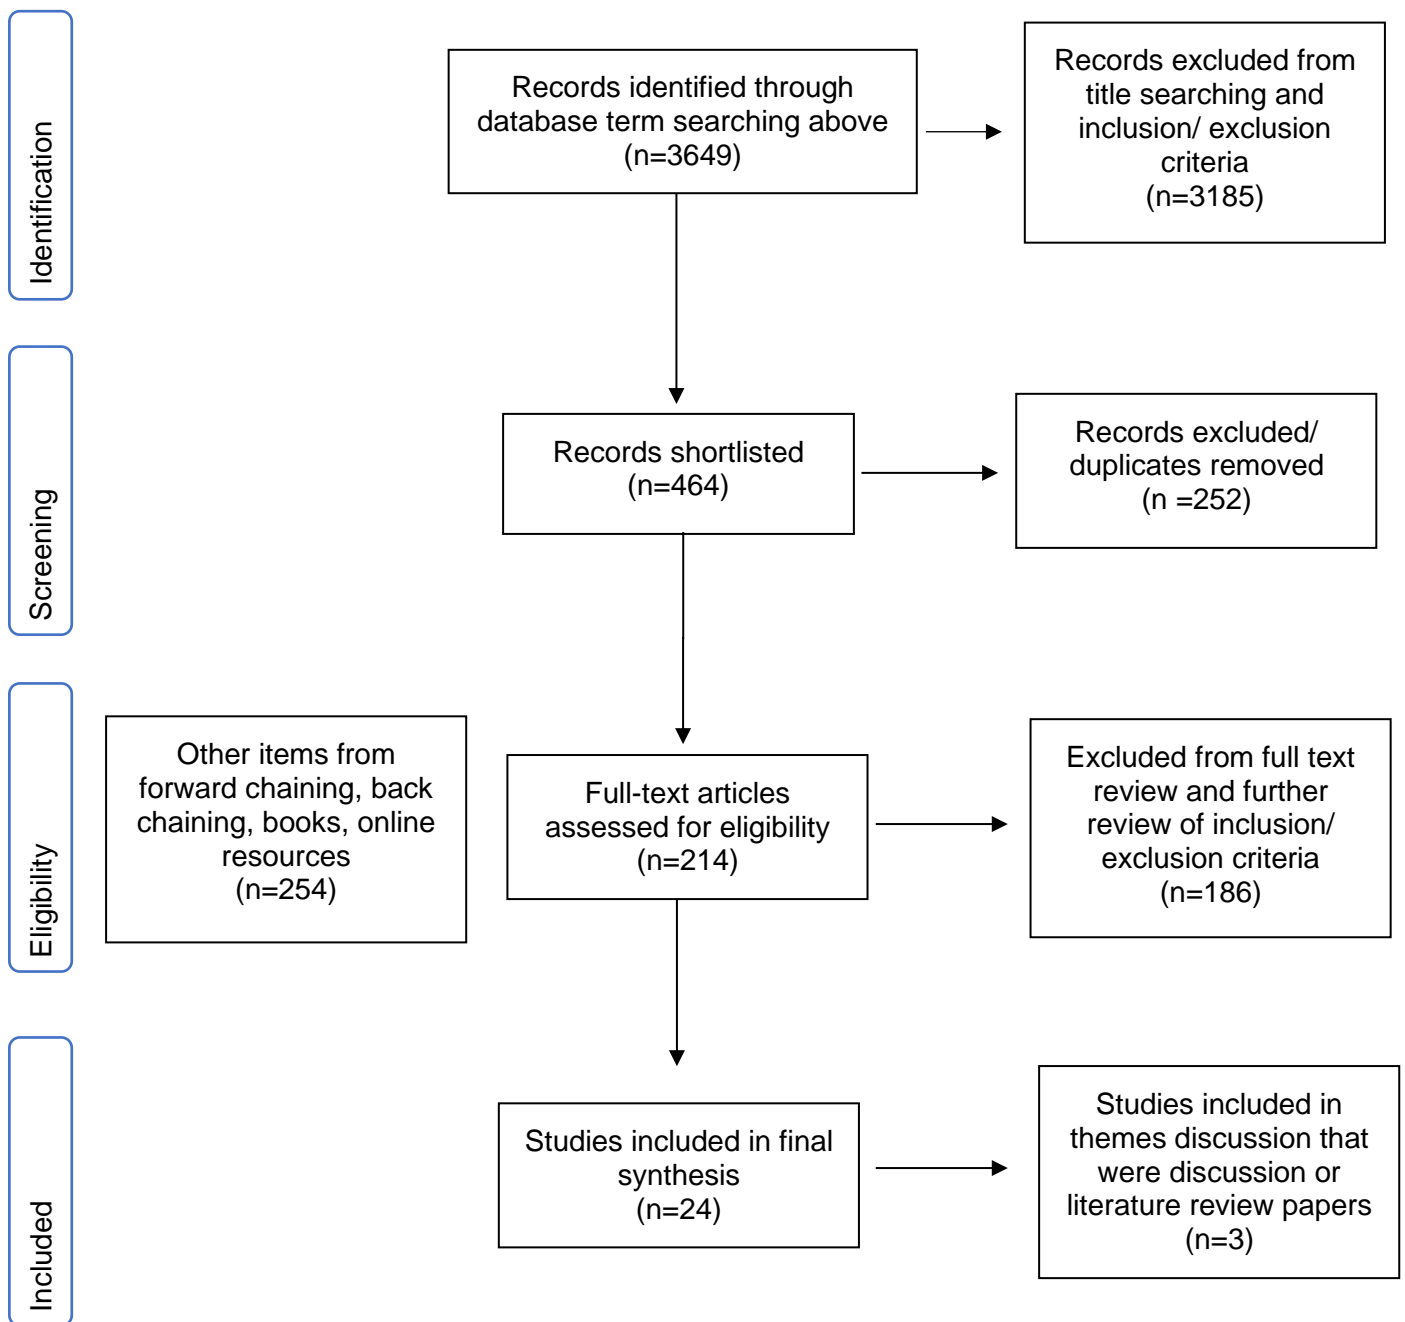 Identification
Records identified through
database term searching above
(n=3649)
Records excluded from
title searching and
inclusion/ exclusion
criteria
(n=3185)
Screening
Records shortlisted
(n=464)
Records excluded/
duplicates removed
(n =252)
Eligibility
Other items from
forward chaining, back
chaining, books, online
resources
(n=254)
Full-text articles
assessed for eligibility
(n=214)
Excluded from full text
review and further
review of inclusion/
exclusion criteria
(n=186)
Included
Studies included in final
synthesis
(n=24)
Studies included in
themes discussion that
were discussion or
literature review papers
(n=3)